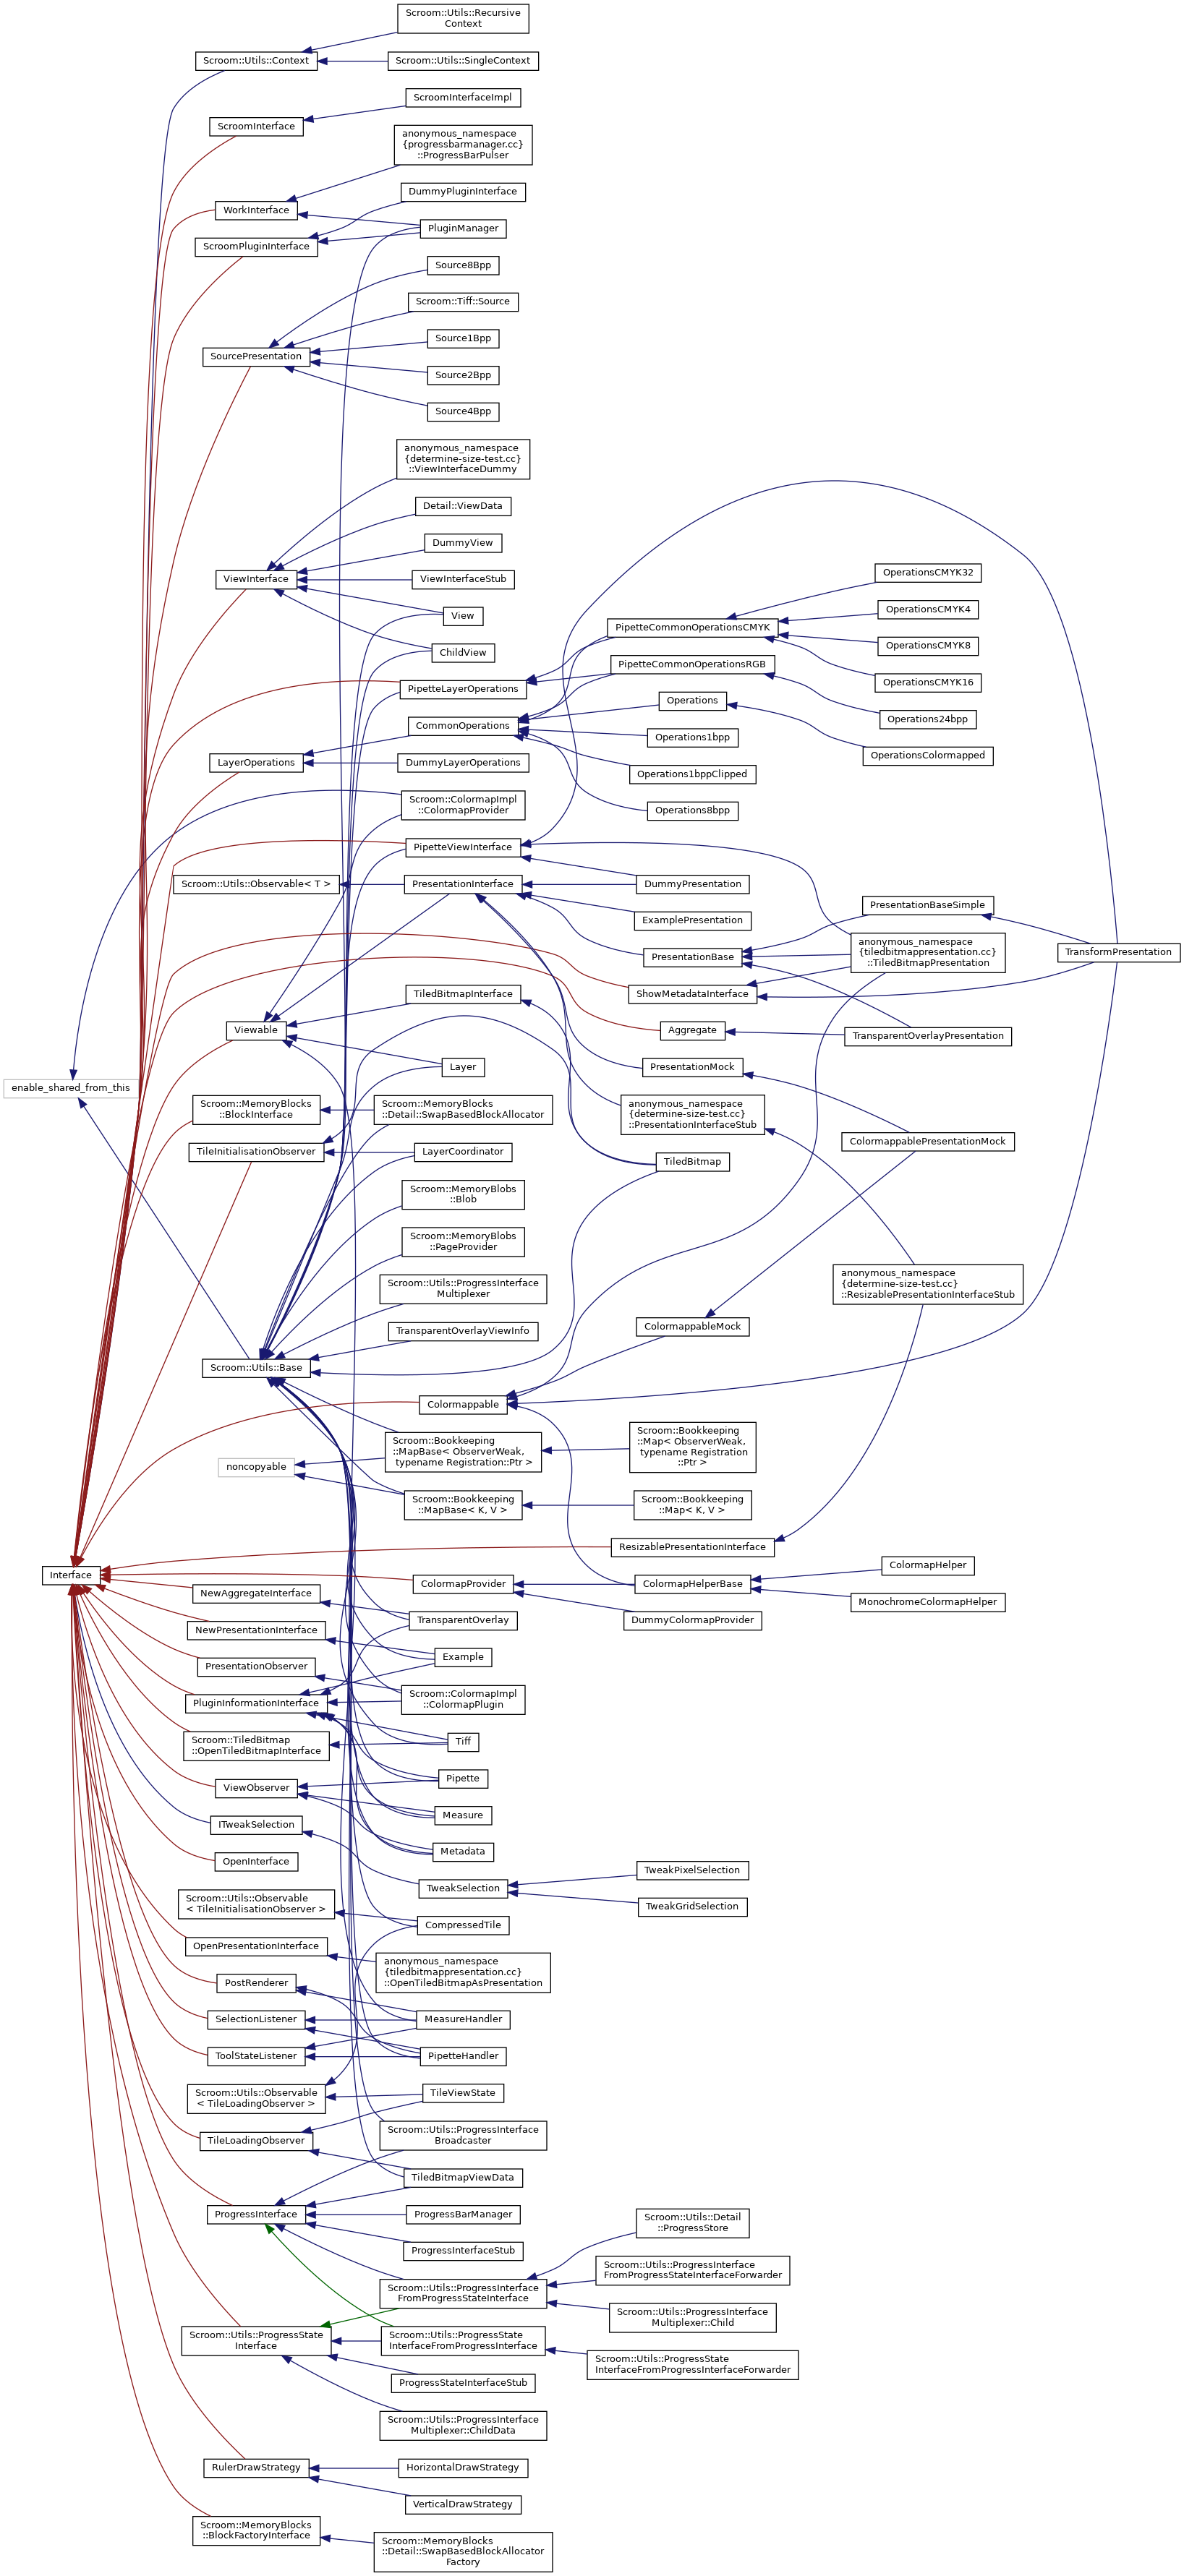 Scroom::Utils::Recursive
Context
Scroom::Utils::Context
Scroom::Utils::SingleContext
ScroomInterfaceImpl
ScroomInterface
anonymous_namespace
{progressbarmanager.cc}
::ProgressBarPulser
DummyPluginInterface
WorkInterface
PluginManager
ScroomPluginInterface
Source8Bpp
Scroom::Tiff::Source
Source1Bpp
SourcePresentation
Source2Bpp
Source4Bpp
anonymous_namespace
{determine-size-test.cc}
::ViewInterfaceDummy
Detail::ViewData
DummyView
ViewInterface
ViewInterfaceStub
OperationsCMYK32
View
OperationsCMYK4
PipetteCommonOperationsCMYK
OperationsCMYK8
ChildView
PipetteCommonOperationsRGB
OperationsCMYK16
PipetteLayerOperations
Operations
Operations24bpp
CommonOperations
Operations1bpp
OperationsColormapped
LayerOperations
DummyLayerOperations
Operations1bppClipped
Scroom::ColormapImpl
::ColormapProvider
Operations8bpp
PipetteViewInterface
Scroom::Utils::Observable< T >
PresentationInterface
DummyPresentation
PresentationBaseSimple
ExamplePresentation
anonymous_namespace
{tiledbitmappresentation.cc}
::TiledBitmapPresentation
TransformPresentation
PresentationBase
TiledBitmapInterface
ShowMetadataInterface
Viewable
Aggregate
TransparentOverlayPresentation
Layer
PresentationMock
enable_shared_from_this
Scroom::MemoryBlocks
::BlockInterface
Scroom::MemoryBlocks
::Detail::SwapBasedBlockAllocator
anonymous_namespace
{determine-size-test.cc}
::PresentationInterfaceStub
ColormappablePresentationMock
TileInitialisationObserver
LayerCoordinator
TiledBitmap
Scroom::MemoryBlobs
::Blob
Scroom::MemoryBlobs
::PageProvider
Scroom::Utils::ProgressInterface
Multiplexer
anonymous_namespace
{determine-size-test.cc}
::ResizablePresentationInterfaceStub
TransparentOverlayViewInfo
ColormappableMock
Scroom::Utils::Base
Colormappable
Scroom::Bookkeeping
::MapBase< ObserverWeak,
typename Registration::Ptr >
Scroom::Bookkeeping
::Map< ObserverWeak,
typename Registration
::Ptr >
noncopyable
Scroom::Bookkeeping
::MapBase< K, V >
Scroom::Bookkeeping
::Map< K, V >
ResizablePresentationInterface
Interface
ColormapHelper
ColormapProvider
ColormapHelperBase
NewAggregateInterface
MonochromeColormapHelper
TransparentOverlay
DummyColormapProvider
NewPresentationInterface
Example
PresentationObserver
PluginInformationInterface
Scroom::ColormapImpl
::ColormapPlugin
Scroom::TiledBitmap
::OpenTiledBitmapInterface
Tiff
ViewObserver
Pipette
ITweakSelection
Measure
OpenInterface
Metadata
TweakPixelSelection
TweakSelection
Scroom::Utils::Observable
< TileInitialisationObserver >
TweakGridSelection
CompressedTile
OpenPresentationInterface
anonymous_namespace
{tiledbitmappresentation.cc}
::OpenTiledBitmapAsPresentation
PostRenderer
SelectionListener
MeasureHandler
ToolStateListener
PipetteHandler
Scroom::Utils::Observable
< TileLoadingObserver >
TileViewState
TileLoadingObserver
Scroom::Utils::ProgressInterface
Broadcaster
TiledBitmapViewData
ProgressInterface
ProgressBarManager
Scroom::Utils::Detail
::ProgressStore
ProgressInterfaceStub
Scroom::Utils::ProgressInterface
FromProgressStateInterfaceForwarder
Scroom::Utils::ProgressInterface
FromProgressStateInterface
Scroom::Utils::ProgressInterface
Multiplexer::Child
Scroom::Utils::ProgressState
Interface
Scroom::Utils::ProgressState
InterfaceFromProgressInterface
Scroom::Utils::ProgressState
InterfaceFromProgressInterfaceForwarder
ProgressStateInterfaceStub
Scroom::Utils::ProgressInterface
Multiplexer::ChildData
RulerDrawStrategy
HorizontalDrawStrategy
VerticalDrawStrategy
Scroom::MemoryBlocks
::BlockFactoryInterface
Scroom::MemoryBlocks
::Detail::SwapBasedBlockAllocator
Factory